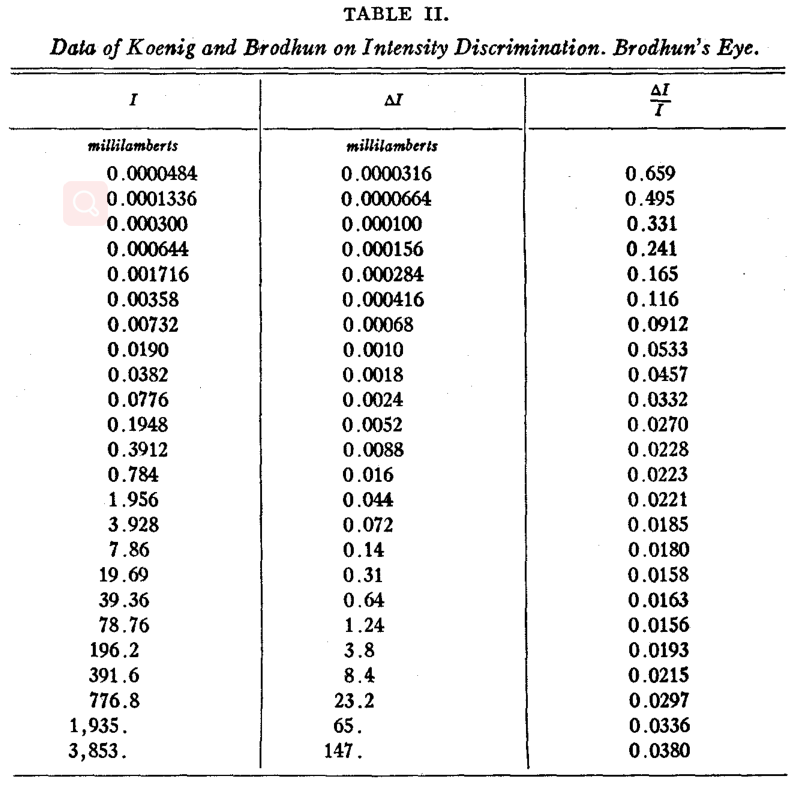 TABLE II.
Data of Koenig and Brodhun on Intensity Discrimination. Brodhun's Eye.
I ΔI ΔI/I
millilamberts millilamberts
0.0000484 0.0000316 0.659
0.0001336 0.0000664 0.495
0.000300 0.000100 0.331
0.000644 0.000156 0.241
0.001716 0.000284 0.165
0.00358 0.000416 0.116
0.00732 0.00068 0.0912
0.0190 0.0010 0.0533
0.0382 0.0018 0.0457
0.0776 0.0024 0.0332
0.1948 0.0052 0.0270
0.3912 0.0088 0.0228
0.784 0.016 0.0223
1.956 0.044 0.0221
3.928 0.072 0.0185
7.86 0.14 0.0180
19.69 0.31 0.0158
39.36 0.64 0.0163
78.76 1.24 0.0156
196.2 3.8 0.0193
391.6 8.4 0.0215
776.8 23.2 0.0297
1,935. 65. 0.0336
3,853. 147. 0.0380